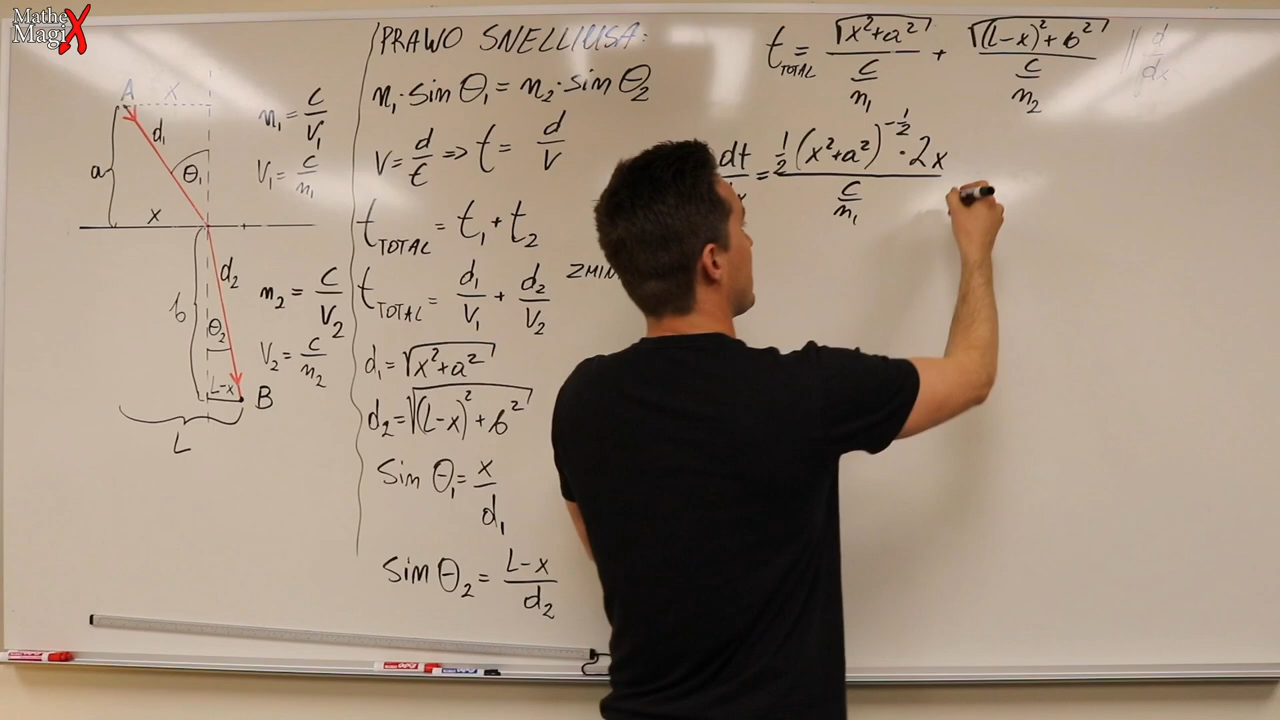 Mathe
MagiX
A
x
d₁
a
θ₁
x
n₁ = c/V₁
V₁ = c/n₁
d₂
b
θ₂
L-x
B
L
n₂ = c/V₂
V₂ = c/n₂
PRAWO SNELLIUSA:
n₁·sin θ₁ = n₂·sin θ₂
V = d/t => t = d/V
t_TOTAL = t₁ + t₂
t_TOTAL = d₁/V₁ + d₂/V₂
d₁ = √(x²+a²)
d₂ = √((L-x)²+b²)
Sin θ₁ = x/d₁
Sin θ₂ = (L-x)/d₂
t_TOTAL = √(x²+a²)/(c/n₁) + √((L-x)²+b²)/(c/n₂) || d/dx
dt/dx = ½(x²+a²)^(-½)·2x/(c/n₁)